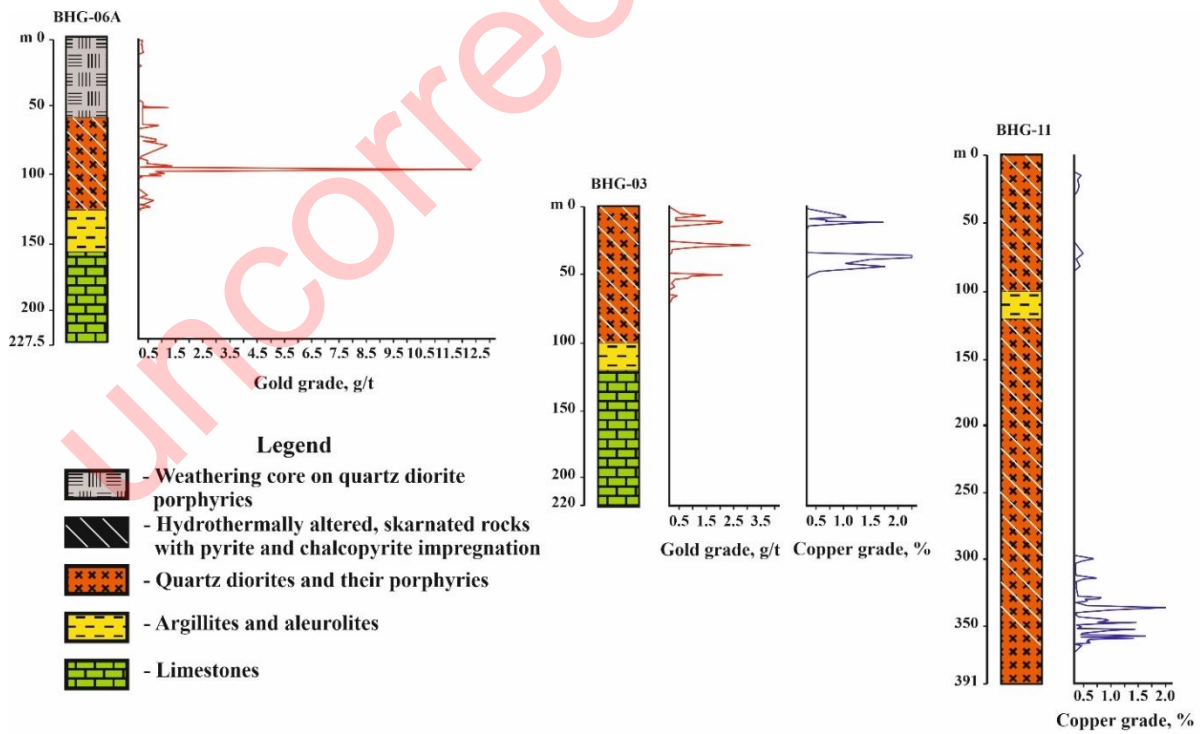 BHG-06A
m 0
50
100
150
200
227.5
0.5 1.5 2.5 3.5 4.5 5.5 6.5 7.5 8.5 9.5 10.5 11.5 12.5
Gold grade, g/t
BHG-03
m 0
50
100
150
200
220
0.5 1.5 2.5 3.5
Gold grade, g/t
0.5 1.0 1.5 2.0
Copper grade, %
BHG-11
m 0
50
100
150
200
250
300
350
391
0.5 1.0 1.5 2.0
Copper grade, %
Legend
- Weathering core on quartz diorite
porphyries
- Hydrothermally altered, skarnated rocks
with pyrite and chalcopyrite impregnation
- Quartz diorites and their porphyries
- Argillites and aleurolites
- Limestones
uncorrec